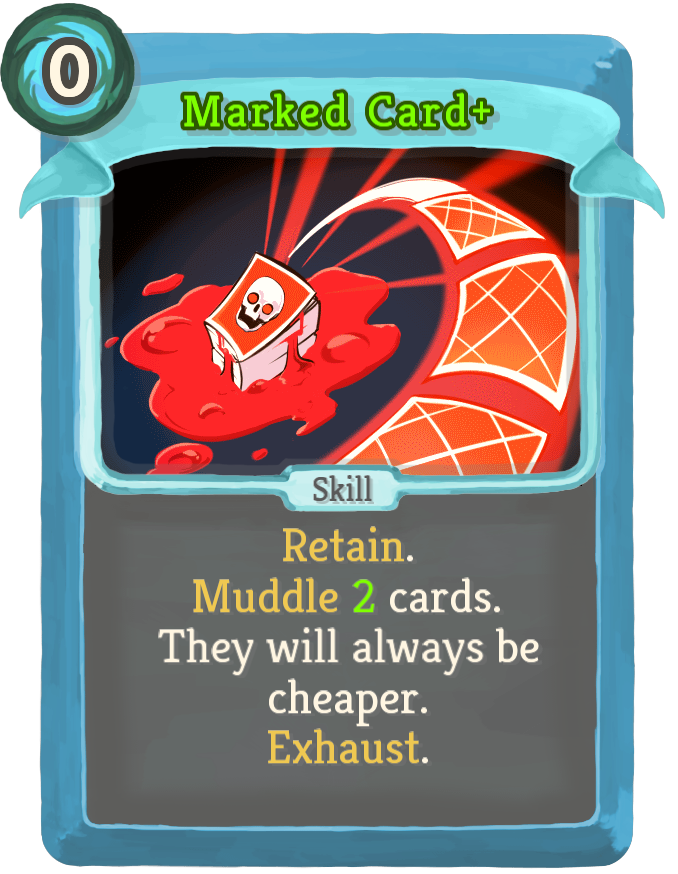 0
Marked Card+
Skill
Retain.
Muddle 2 cards.
They will always be
cheaper.
Exhaust.